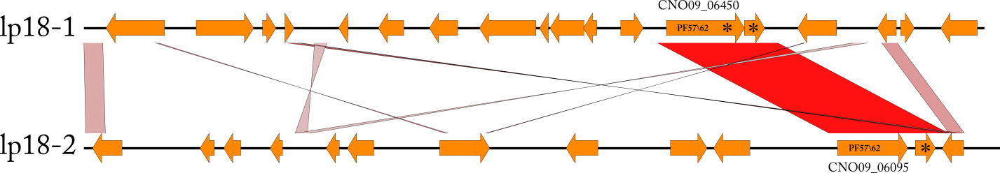 CNO09_06450
lp18-1
PF57\62 * *
lp18-2
PF57\62 *
CNO09_06095